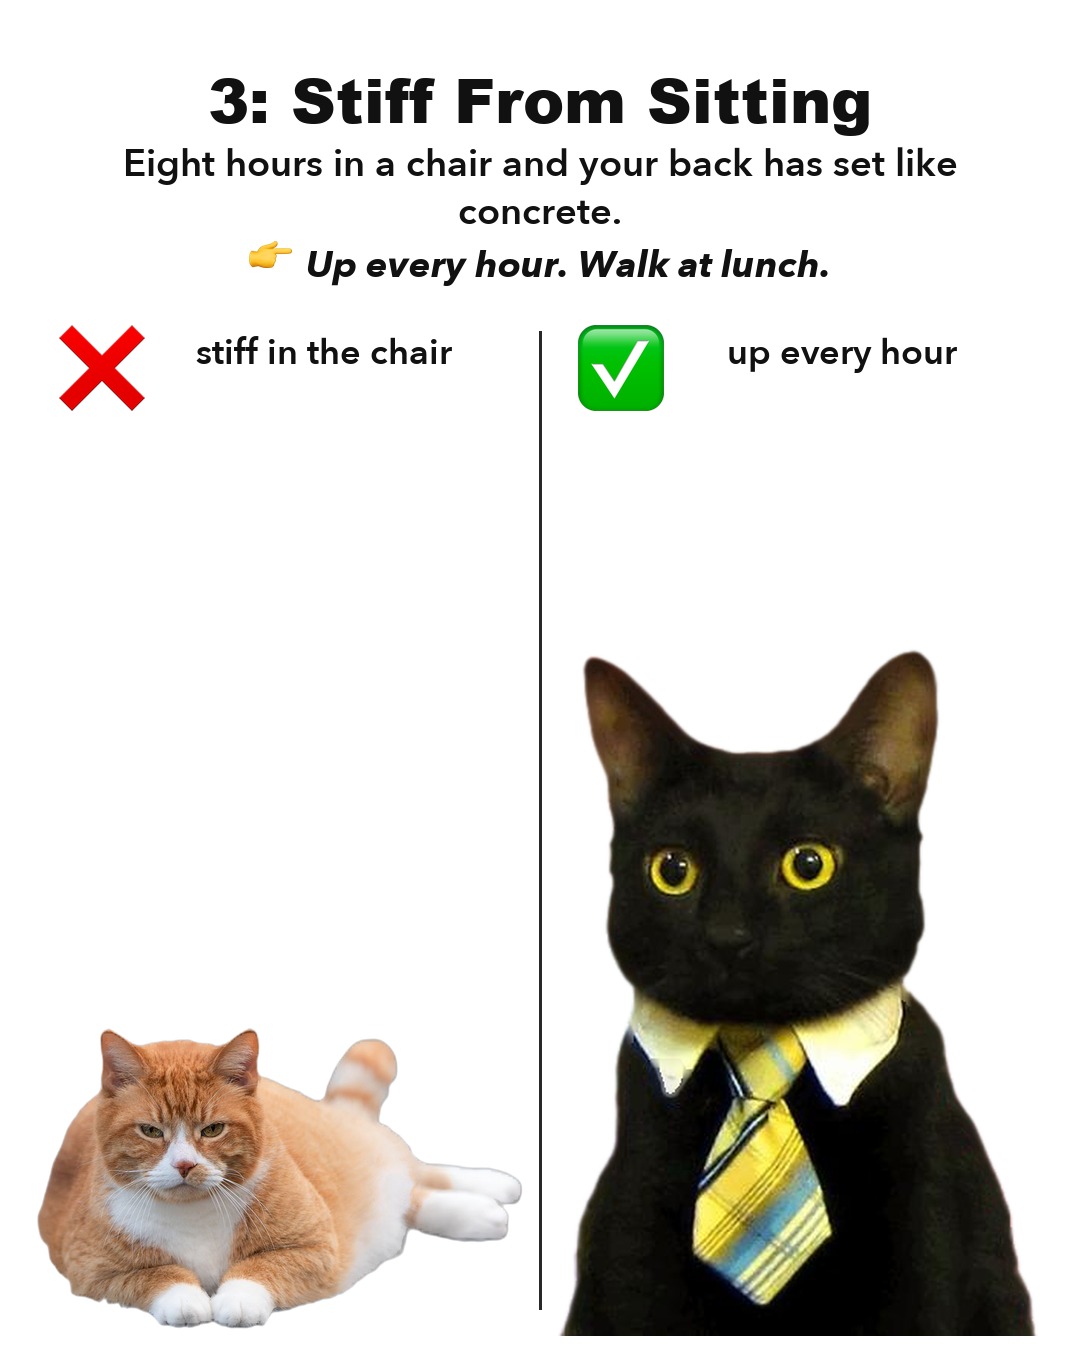 3: Stiff From Sitting
Eight hours in a chair and your back has set like
concrete.
👉 Up every hour. Walk at lunch.
stiff in the chair
up every hour